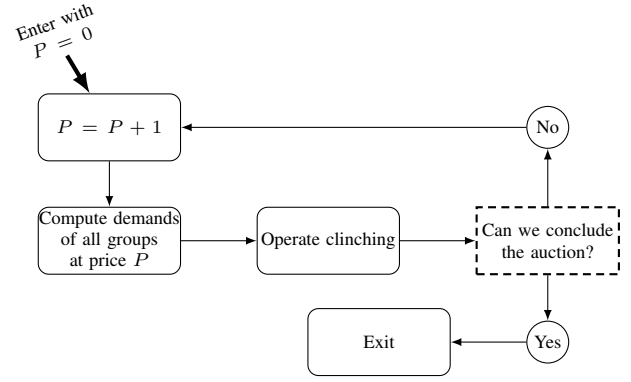 Enter with
P = 0
P = P + 1
No
Compute demands
of all groups
at price P
Operate clinching
Can we conclude
the auction?
Exit
Yes